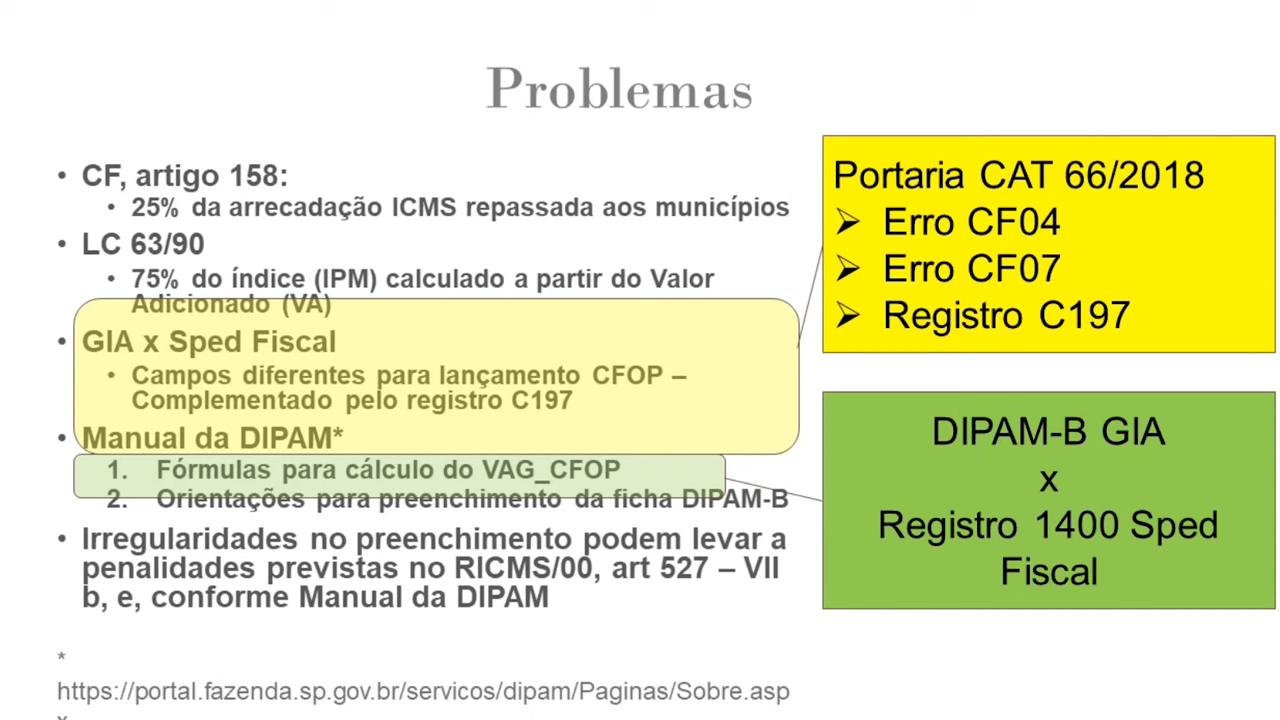 Problemas
• CF, artigo 158:
• 25% da arrecadação ICMS repassada aos municípios
• LC 63/90
• 75% do índice (IPM) calculado a partir do Valor
Adicionado (VA)
• GIA x Sped Fiscal
• Campos diferentes para lançamento CFOP –
Complementado pelo registro C197
• Manual da DIPAM*
1. Fórmulas para cálculo do VAG_CFOP
2. Orientações para preenchimento da ficha DIPAM-B
• Irregularidades no preenchimento podem levar a
penalidades previstas no RICMS/00, art 527 – VII
b, e, conforme Manual da DIPAM
*
https://portal.fazenda.sp.gov.br/servicos/dipam/Paginas/Sobre.asp
x
Portaria CAT 66/2018
➢ Erro CF04
➢ Erro CF07
➢ Registro C197
DIPAM-B GIA
x
Registro 1400 Sped
Fiscal